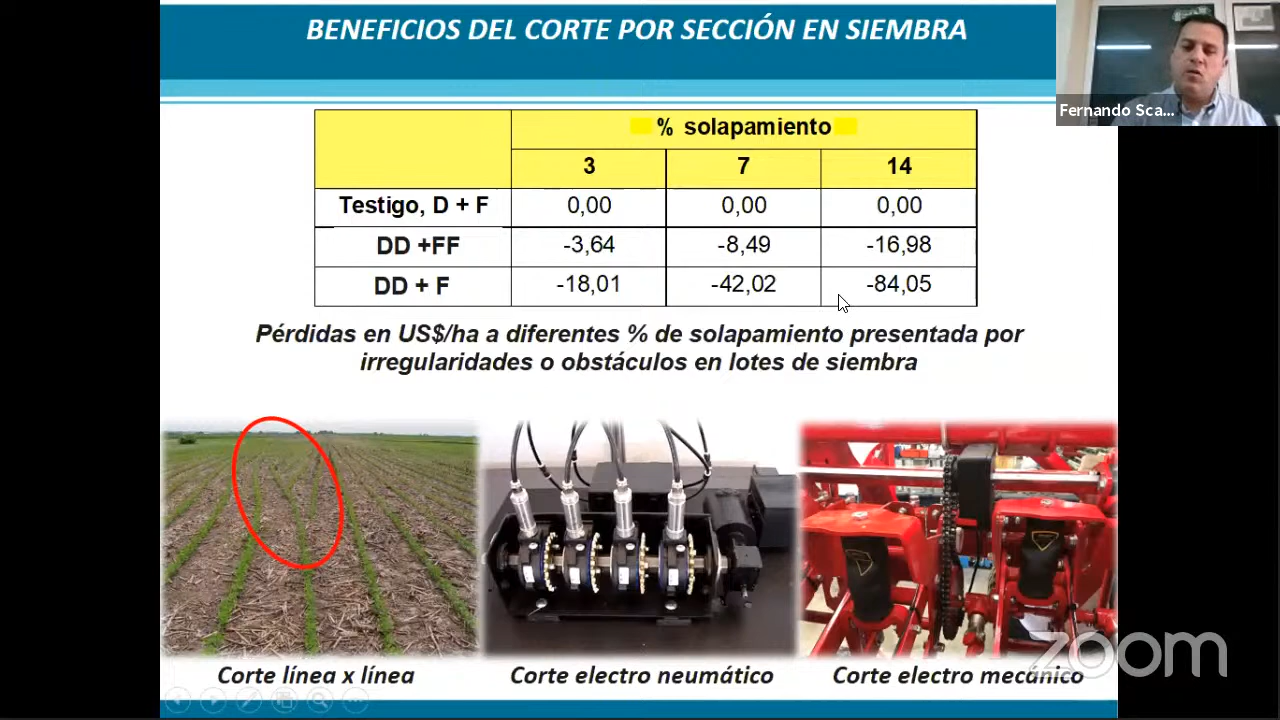 BENEFICIOS DEL CORTE POR SECCIÓN EN SIEMBRA
Fernando Sca...
% solapamiento
3 7 14
Testigo, D + F 0,00 0,00 0,00
DD +FF -3,64 -8,49 -16,98
DD + F -18,01 -42,02 -84,05
Pérdidas en US$/ha a diferentes % de solapamiento presentada por
irregularidades o obstáculos en lotes de siembra
Corte línea x línea
Corte electro neumático
Corte electro mecánico
zoom